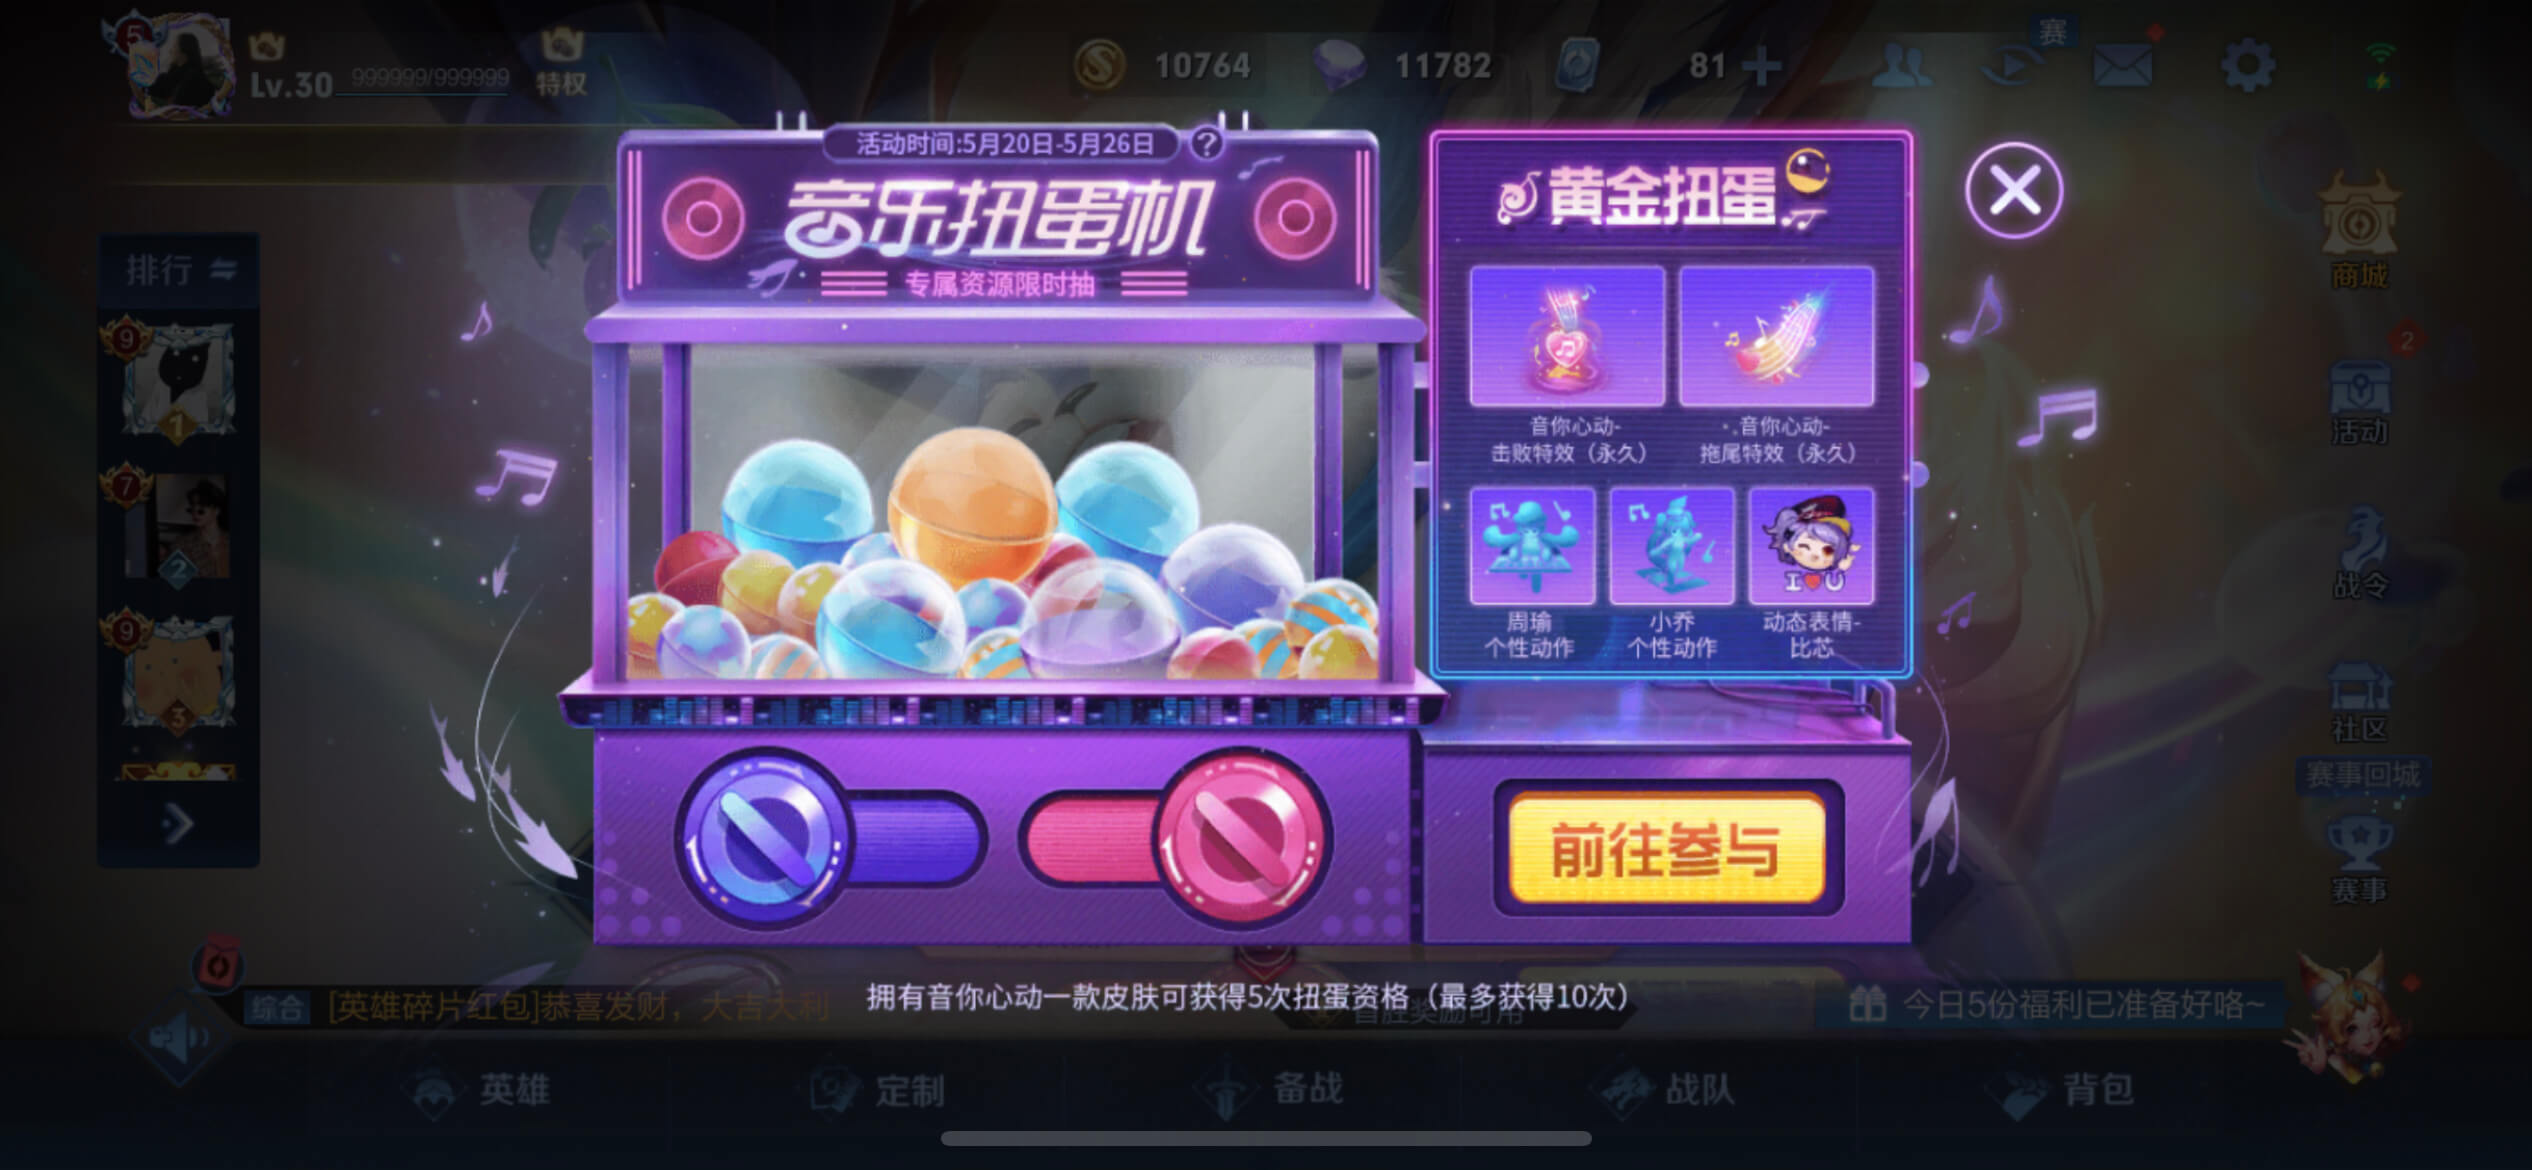 5
Lv.30
999999/999999
特权
10764
11782
81
赛
活动时间:5月20日-5月26日
?
音乐扭蛋机
专属资源限时抽
黄金扭蛋
音你心动-
击败特效（永久）
音你心动-
拖尾特效（永久）
I U
周瑜
个性动作
小乔
个性动作
动态表情-
比芯
前往参与
拥有音你心动一款皮肤可获得5次扭蛋资格（最多获得10次）
排行
9
1
7
2
9
3
商城
2
活动
战令
社区
赛事回城
赛事
综合
[英雄碎片红包]恭喜发财，大吉大利
今日5份福利已准备好咯~
英雄
定制
备战
战队
背包